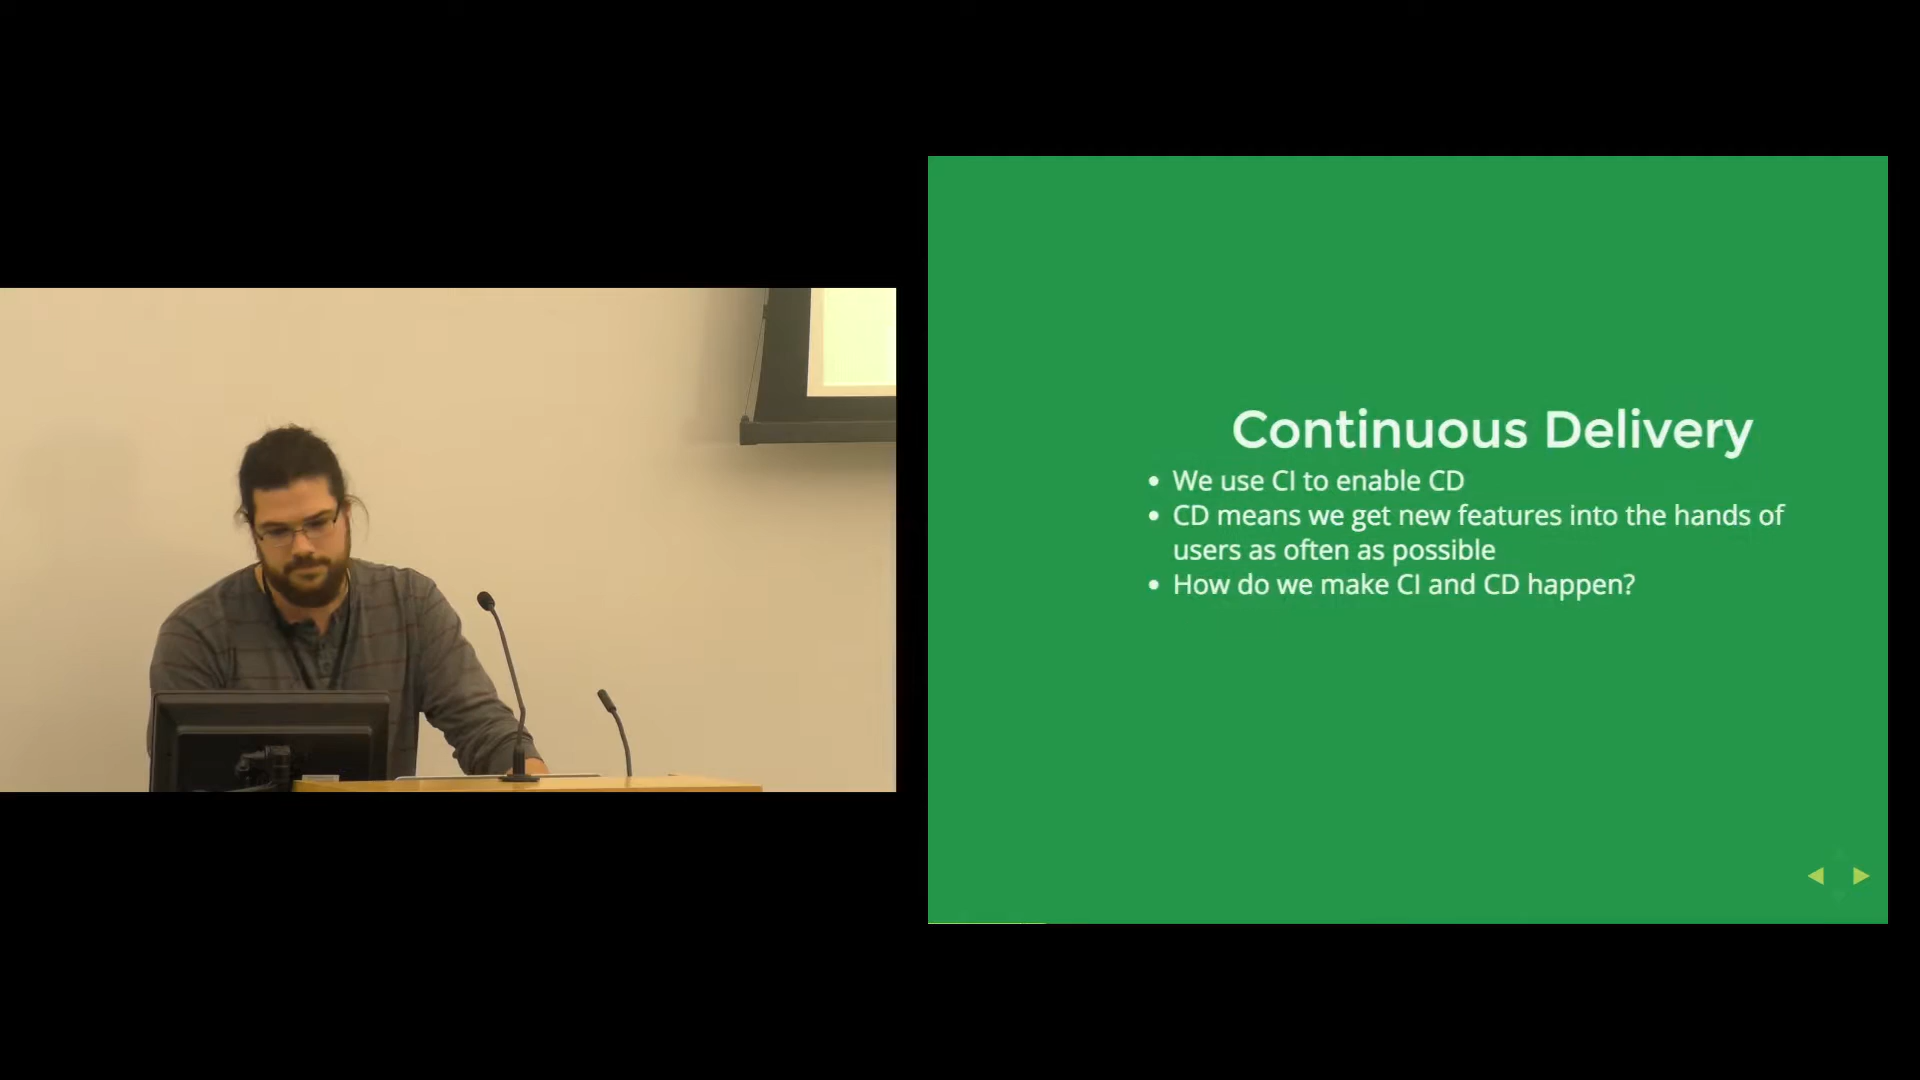 Continuous Delivery
• We use CI to enable CD
• CD means we get new features into the hands of
users as often as possible
• How do we make CI and CD happen?